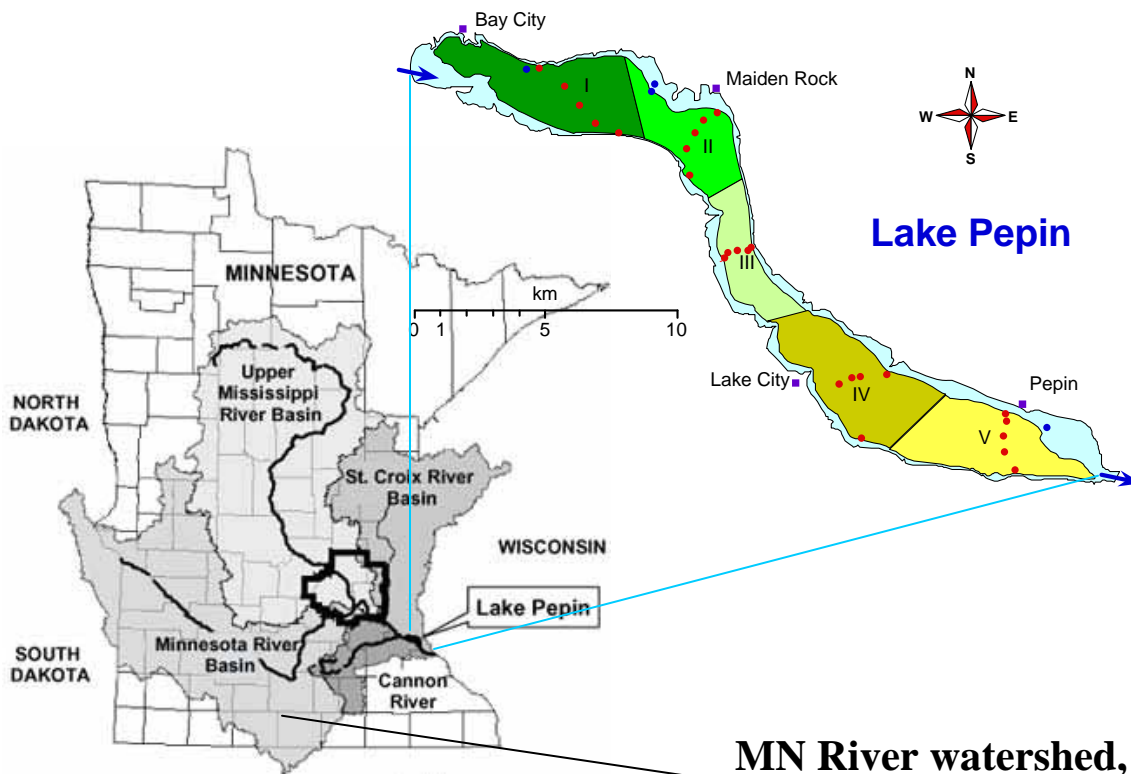 Bay City
Maiden Rock
N
W
E
S
I
II
Lake Pepin
III
MINNESOTA
km
0 1 5 10
Upper
Mississippi
River Basin
Lake City
IV
Pepin
V
NORTH
DAKOTA
St. Croix River
Basin
WISCONSIN
Lake Pepin
Minnesota River
Basin
SOUTH
DAKOTA
Cannon
River
MN River watershed,